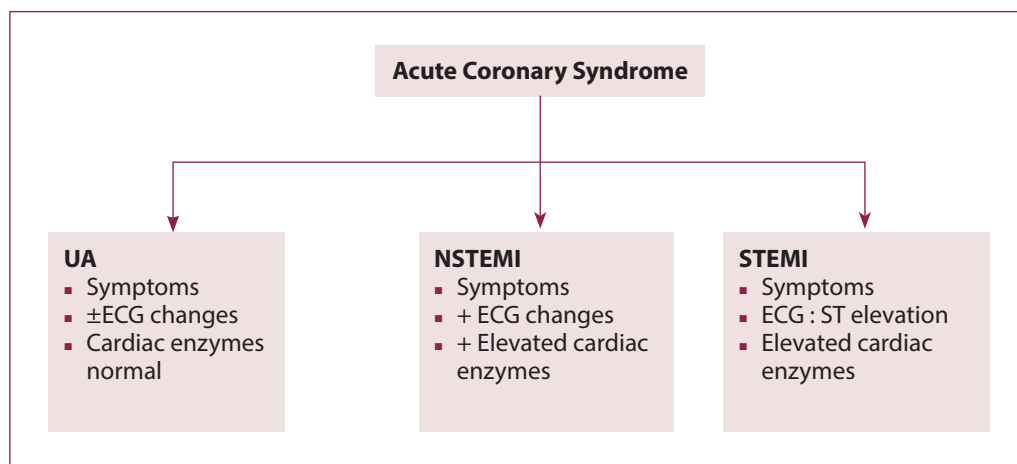 Acute Coronary Syndrome
UA
▪ Symptoms
▪ ±ECG changes
▪ Cardiac enzymes
normal
NSTEMI
▪ Symptoms
▪ + ECG changes
▪ + Elevated cardiac
enzymes
STEMI
▪ Symptoms
▪ ECG : ST elevation
▪ Elevated cardiac
enzymes